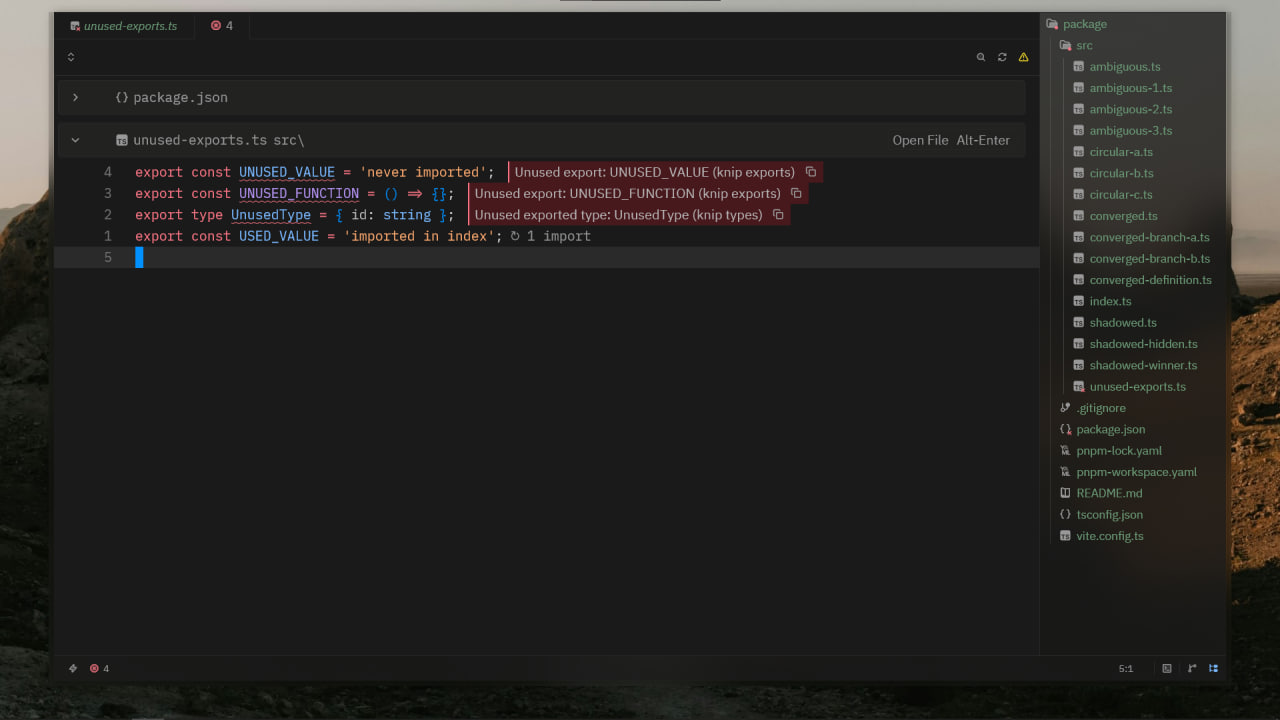 unused-exports.ts
4
package.json
unused-exports.ts src\
Open File Alt-Enter
4 export const UNUSED_VALUE = 'never imported'; Unused export: UNUSED_VALUE (knip exports)
3 export const UNUSED_FUNCTION = () => {}; Unused export: UNUSED_FUNCTION (knip exports)
2 export type UnusedType = { id: string }; Unused exported type: UnusedType (knip types)
1 export const USED_VALUE = 'imported in index'; ↻ 1 import
5
4
5:1
package
src
ambiguous.ts
ambiguous-1.ts
ambiguous-2.ts
ambiguous-3.ts
circular-a.ts
circular-b.ts
circular-c.ts
converged.ts
converged-branch-a.ts
converged-branch-b.ts
converged-definition.ts
index.ts
shadowed.ts
shadowed-hidden.ts
shadowed-winner.ts
unused-exports.ts
.gitignore
package.json
pnpm-lock.yaml
pnpm-workspace.yaml
README.md
tsconfig.json
vite.config.ts